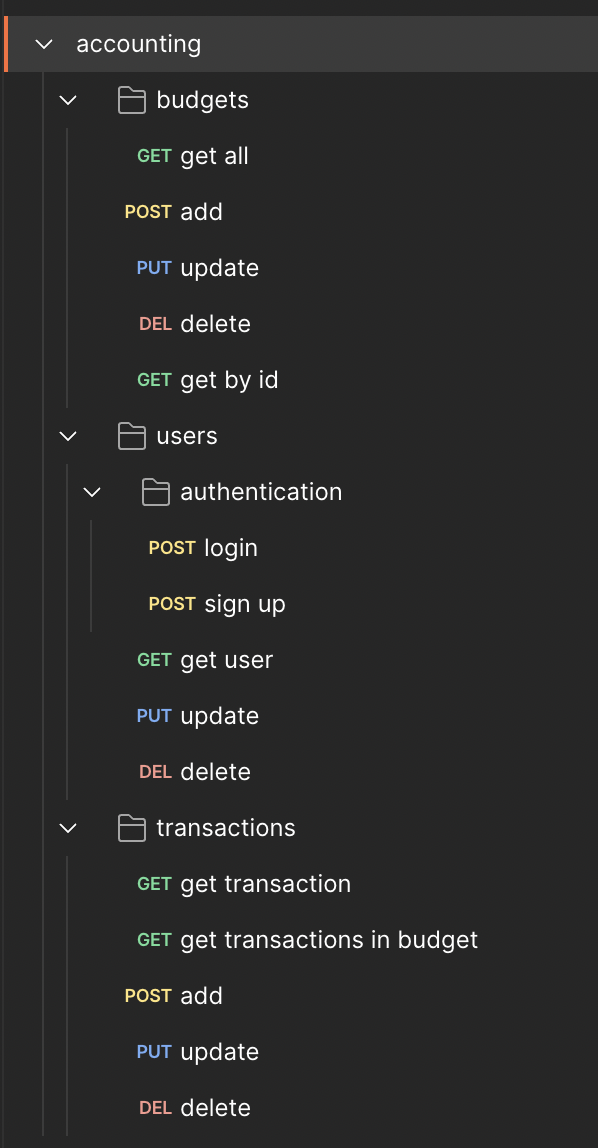 accounting
budgets
GET get all
POST add
PUT update
DEL delete
GET get by id
users
authentication
POST login
POST sign up
GET get user
PUT update
DEL delete
transactions
GET get transaction
GET get transactions in budget
POST add
PUT update
DEL delete